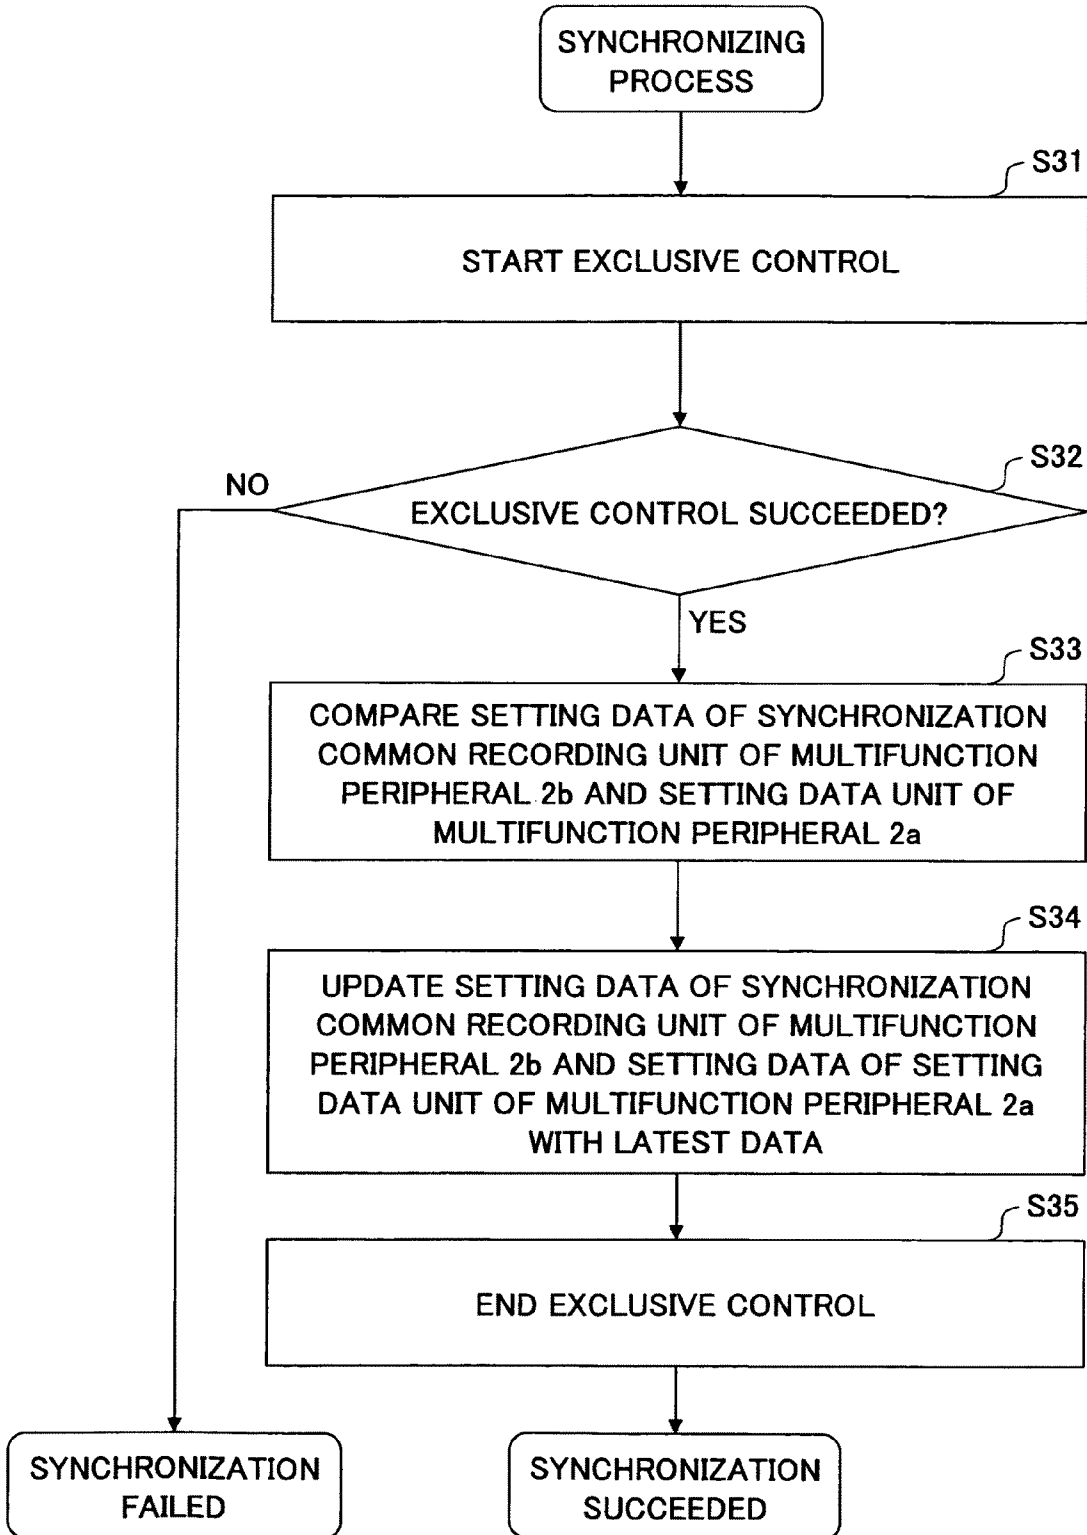 SYNCHRONIZING
PROCESS
S31
START EXCLUSIVE CONTROL
S32
NO
EXCLUSIVE CONTROL SUCCEEDED?
YES
S33
COMPARE SETTING DATA OF SYNCHRONIZATION
COMMON RECORDING UNIT OF MULTIFUNCTION
PERIPHERAL 2b AND SETTING DATA UNIT OF
MULTIFUNCTION PERIPHERAL 2a
S34
UPDATE SETTING DATA OF SYNCHRONIZATION
COMMON RECORDING UNIT OF MULTIFUNCTION
PERIPHERAL 2b AND SETTING DATA OF SETTING
DATA UNIT OF MULTIFUNCTION PERIPHERAL 2a
WITH LATEST DATA
S35
END EXCLUSIVE CONTROL
SYNCHRONIZATION
FAILED
SYNCHRONIZATION
SUCCEEDED